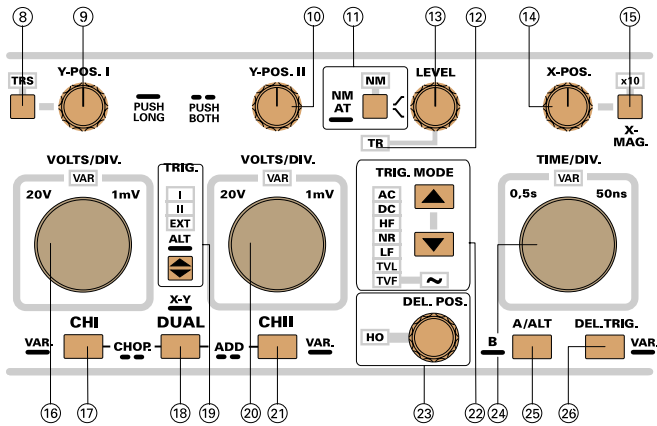 8 9 10 11 13 12 14 15
TRS Y-POS. I Y-POS. II NM LEVEL X-POS. x10
PUSH LONG
PUSH BOTH
NM AT
TR
X-MAG.
VOLTS/DIV. TRIG. VOLTS/DIV. TRIG. MODE TIME/DIV.
VAR VAR VAR
20V 1mV 20V 1mV 0,5s 50ns
I
II
EXT
ALT
AC
DC
HF
NR
LF
TVL
TVF ~
X-Y
DEL. POS.
HO
CHI DUAL CHII B A/ALT DEL.TRIG.
VAR. CHOP. ADD VAR. VAR.
16 17 18 19 20 21 23 22 24 25 26